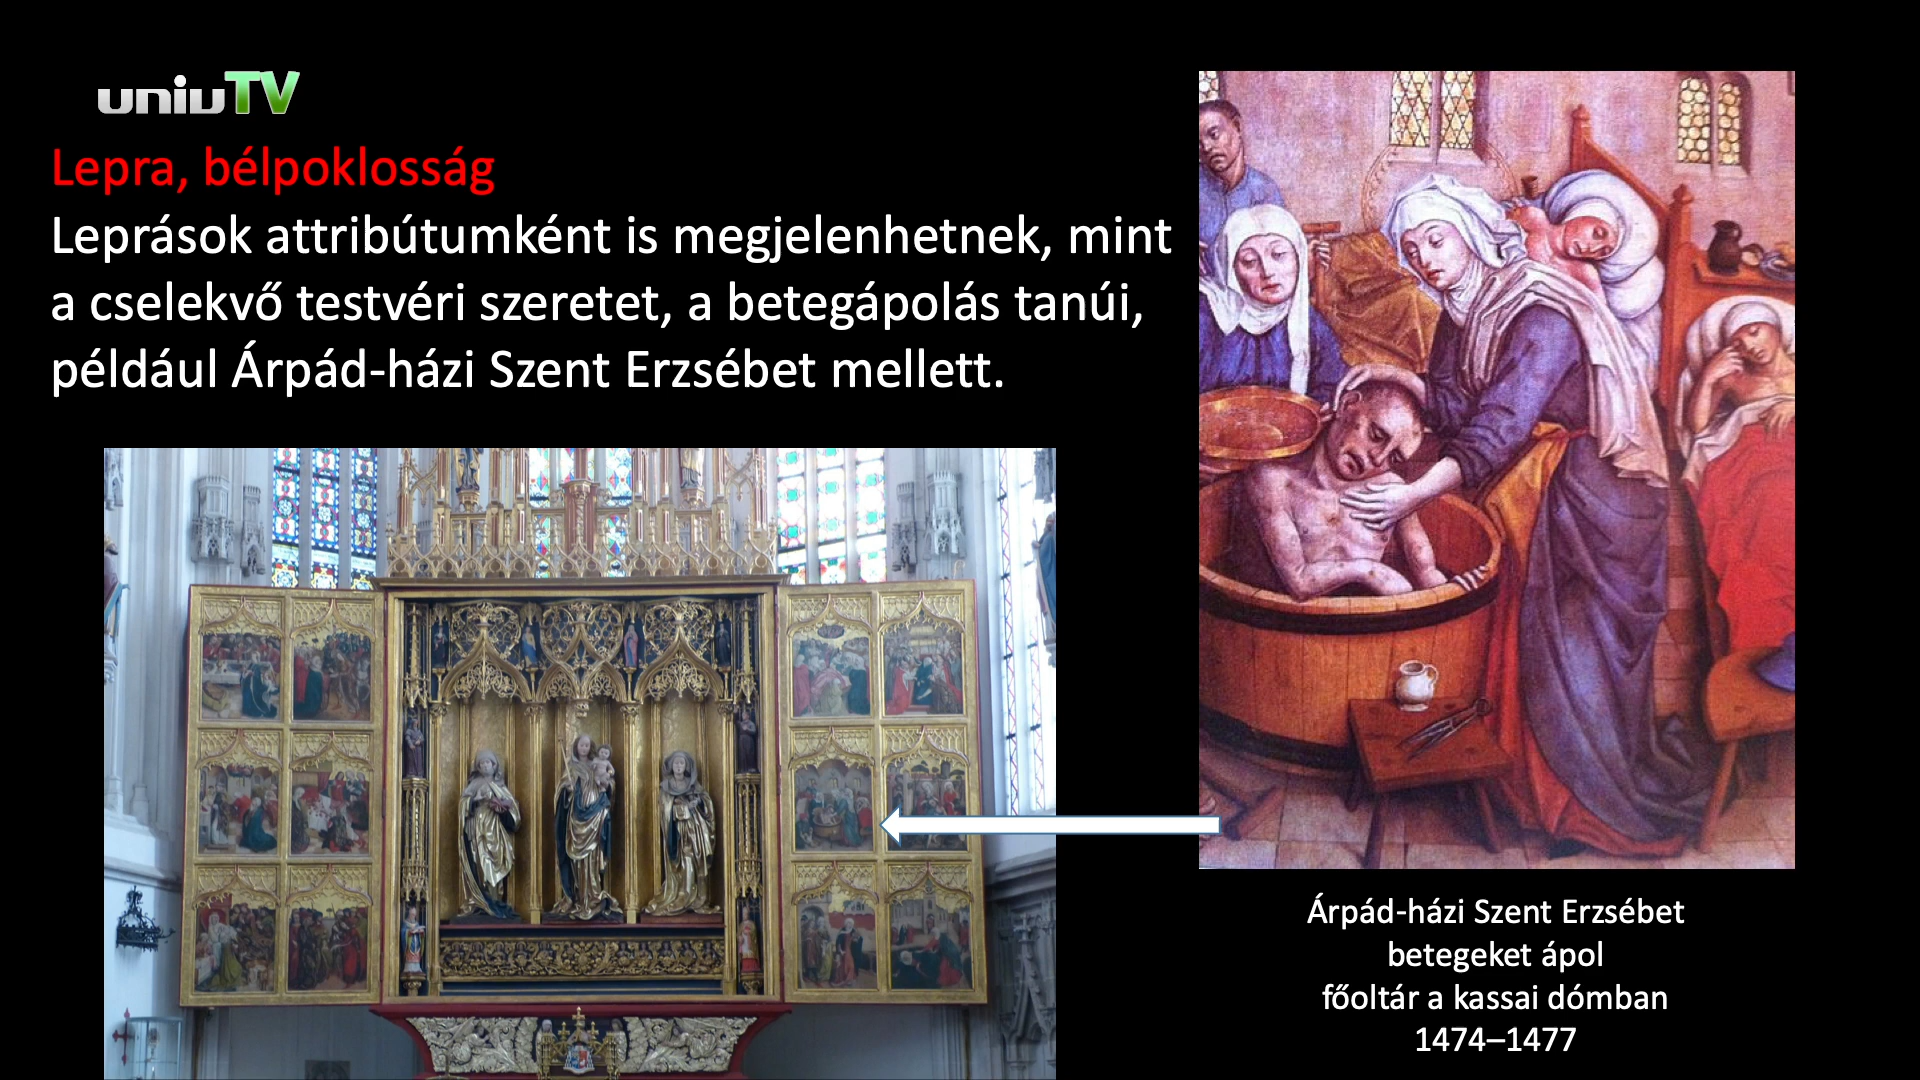 uniuTV
Lepra, bélpoklosság
Leprások attribútumként is megjelenhetnek, mint
a cselekvő testvéri szeretet, a betegápolás tanúi,
például Árpád-házi Szent Erzsébet mellett.
Árpád-házi Szent Erzsébet
betegeket ápol
főoltár a kassai dómban
1474–1477